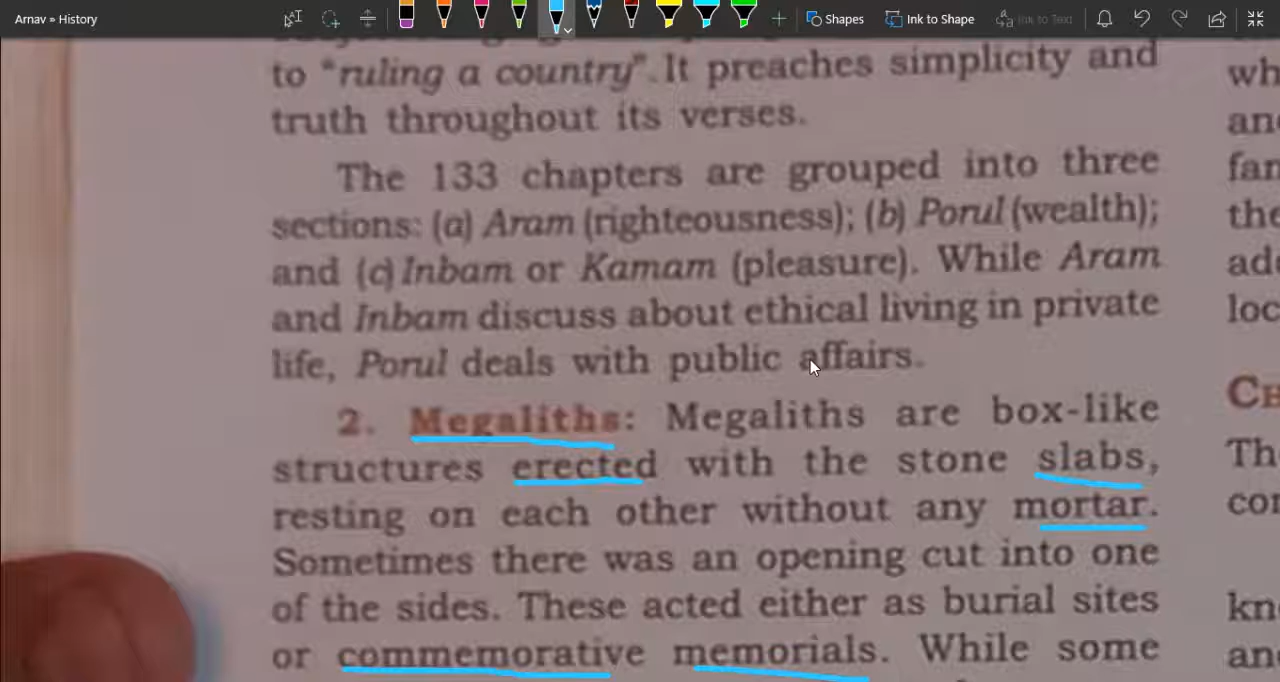 Arnav » History
Shapes
Ink to Shape
Ink to Text
to "ruling a country". It preaches simplicity and
truth throughout its verses.
The 133 chapters are grouped into three
sections: (a) Aram (righteousness); (b) Porul (wealth);
and (c) Inbam or Kamam (pleasure). While Aram
and Inbam discuss about ethical living in private
life, Porul deals with public affairs.
2. Megaliths: Megaliths are box-like
structures erected with the stone slabs,
resting on each other without any mortar.
Sometimes there was an opening cut into one
of the sides. These acted either as burial sites
or commemorative memorials. While some